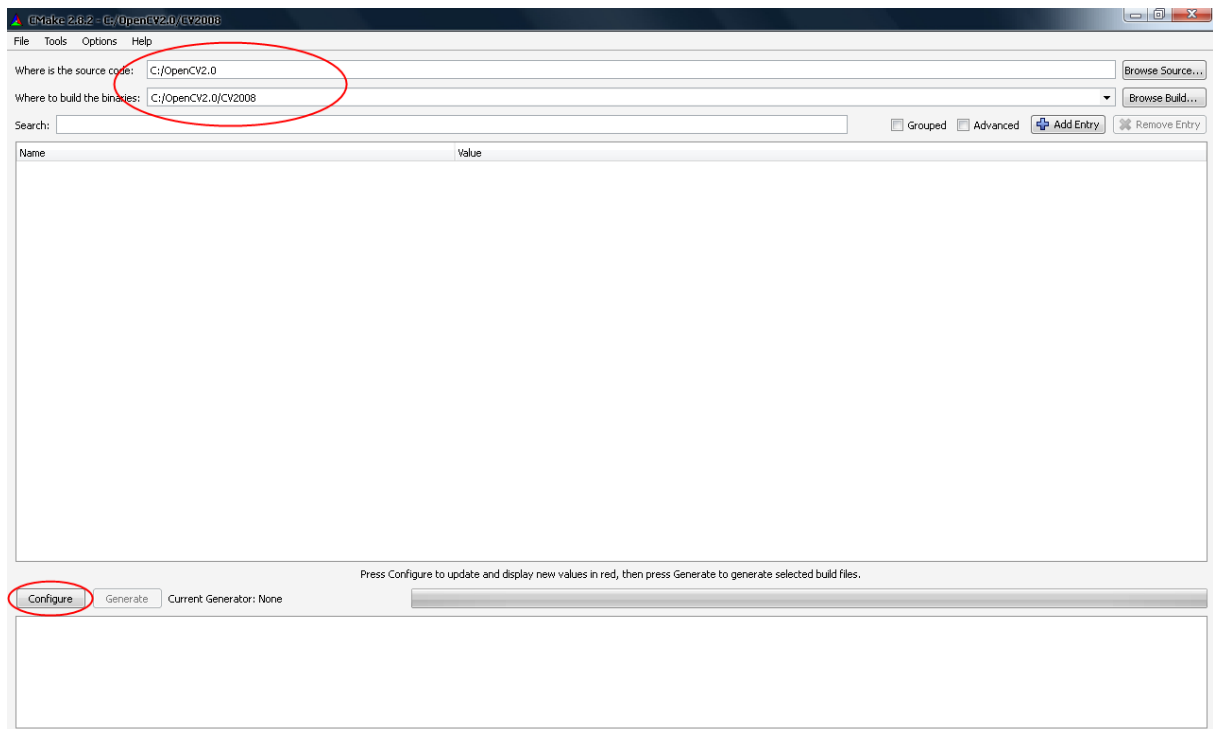 CMake 2.8.2 - C:/OpenCV2.0/CV2008
File Tools Options Help
Where is the source code: C:/OpenCV2.0 Browse Source...
Where to build the binaries: C:/OpenCV2.0/CV2008 Browse Build...
Search: Grouped Advanced Add Entry Remove Entry
Name Value
Press Configure to update and display new values in red, then press Generate to generate selected build files.
Configure Generate Current Generator: None